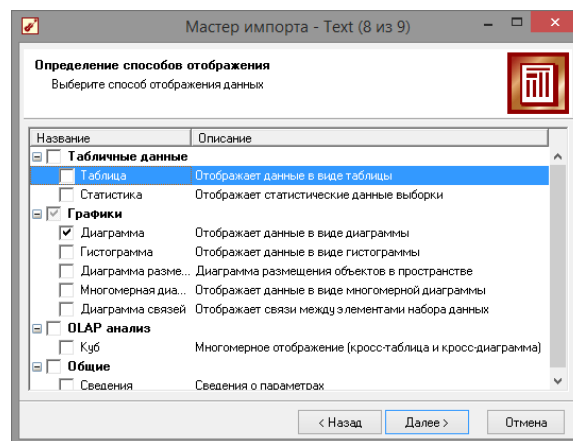 Мастер импорта - Text (8 из 9)
Определение способов отображения
Выберите способ отображения данных
Название Описание
Табличные данные
Таблица Отображает данные в виде таблицы
Статистика Отображает статистические данные выборки
Графики
Диаграмма Отображает данные в виде диаграммы
Гистограмма Отображает данные в виде гистограммы
Диаграмма разме... Диаграмма размещения объектов в пространстве
Многомерная диа... Отображает данные в виде многомерной диаграммы
Диаграмма связей Отображает связи между элементами набора данных
OLAP анализ
Куб Многомерное отображение (кросс-таблица и кросс-диаграмма)
Общие
Сведения Сведения о параметрах
< Назад Далее > Отмена